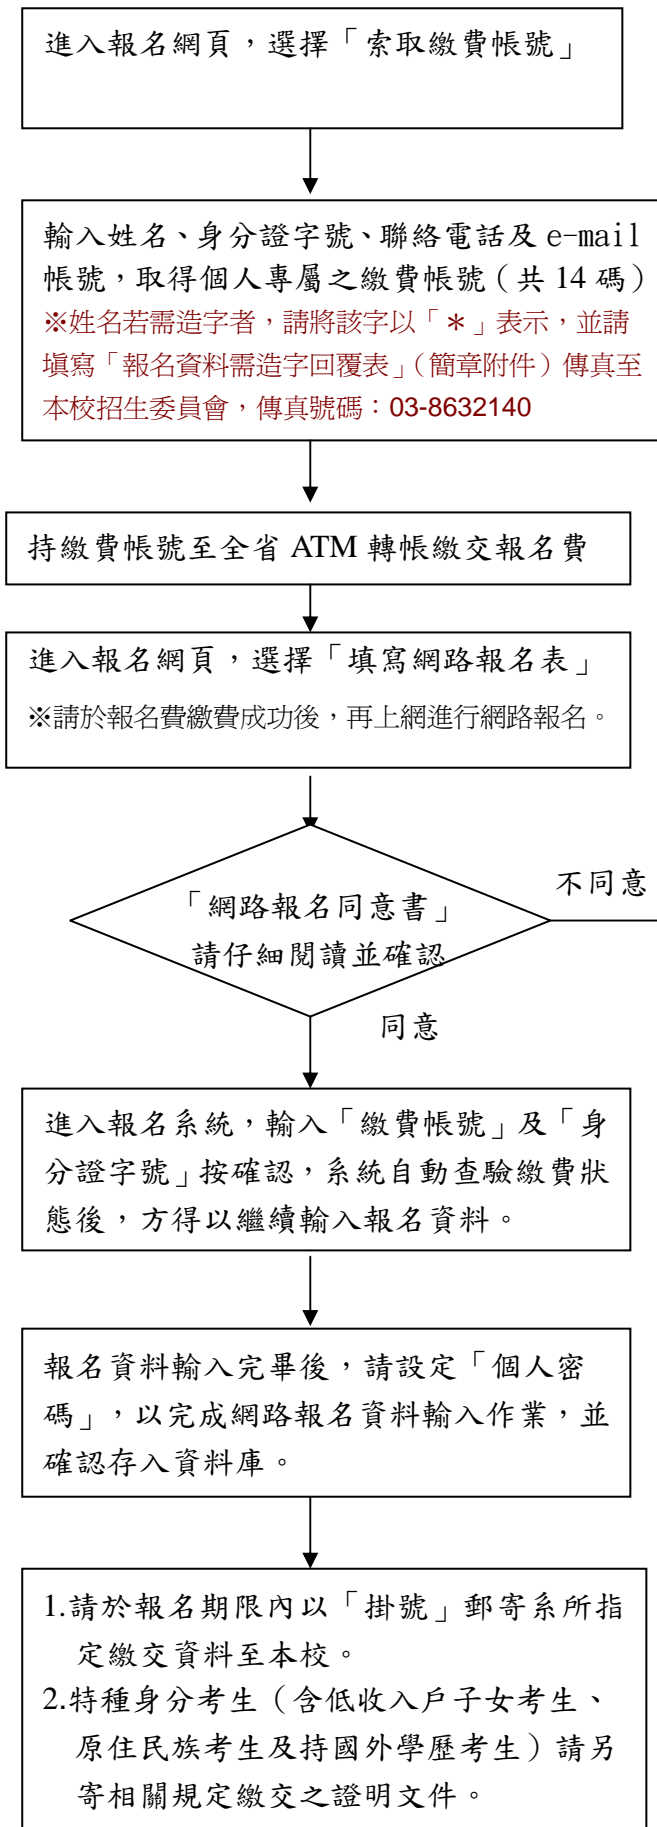 進入報名網頁，選擇「索取繳費帳號」
輸入姓名、身分證字號、聯絡電話及 e-mail
帳號，取得個人專屬之繳費帳號（共 14 碼）
※姓名若需造字者，請將該字以「＊」表示，並請
填寫「報名資料需造字回覆表」（簡章附件）傳真至
本校招生委員會，傳真號碼：03-8632140
持繳費帳號至全省 ATM 轉帳繳交報名費
進入報名網頁，選擇「填寫網路報名表」
※請於報名費繳費成功後，再上網進行網路報名。
不同意
「網路報名同意書」
請仔細閱讀並確認
同意
進入報名系統，輸入「繳費帳號」及「身
分證字號」按確認，系統自動查驗繳費狀
態後，方得以繼續輸入報名資料。
報名資料輸入完畢後，請設定「個人密
碼」，以完成網路報名資料輸入作業，並
確認存入資料庫。
1.請於報名期限內以「掛號」郵寄系所指
定繳交資料至本校。
2.特種身分考生（含低收入戶子女考生、
原住民族考生及持國外學歷考生）請另
寄相關規定繳交之證明文件。